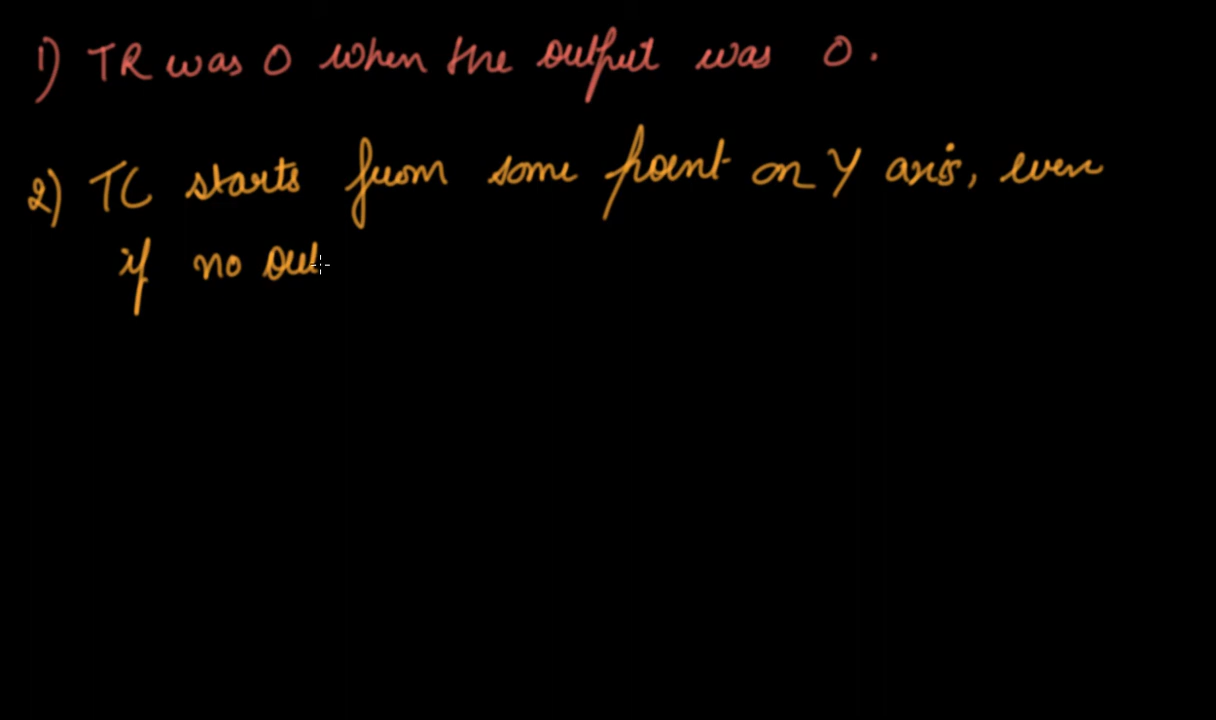 1) TR was 0 when the output was 0.
2) TC starts from some point on Y axis, even
if no out